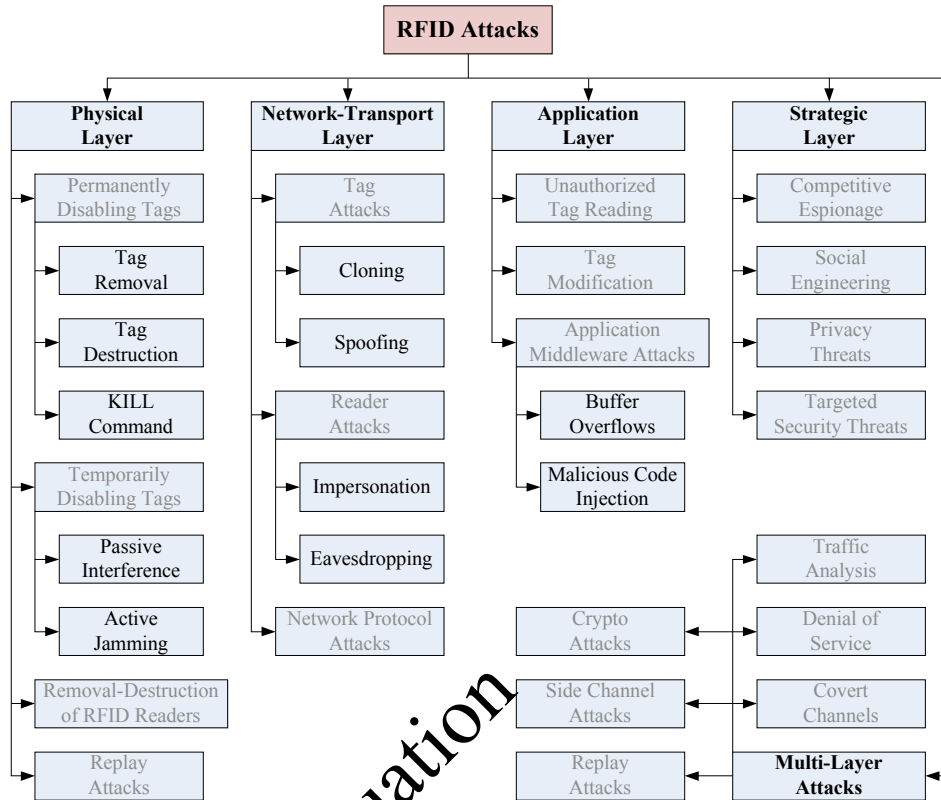 RFID Attacks
Physical
Layer
Permanently
Disabling Tags
Tag
Removal
Tag
Destruction
KILL
Command
Temporarily
Disabling Tags
Passive
Interference
Active
Jamming
Removal-Destruction
of RFID Readers
Replay
Attacks
Network-Transport
Layer
Tag
Attacks
Cloning
Spoofing
Reader
Attacks
Impersonation
Eavesdropping
Network Protocol
Attacks
Application
Layer
Unauthorized
Tag Reading
Tag
Modification
Application
Middleware Attacks
Buffer
Overflows
Malicious Code
Injection
Strategic
Layer
Competitive
Espionage
Social
Engineering
Privacy
Threats
Targeted
Security Threats
Traffic
Analysis
Crypto
Attacks
Denial of
Service
Side Channel
Attacks
Covert
Channels
Replay
Attacks
Multi-Layer
Attacks